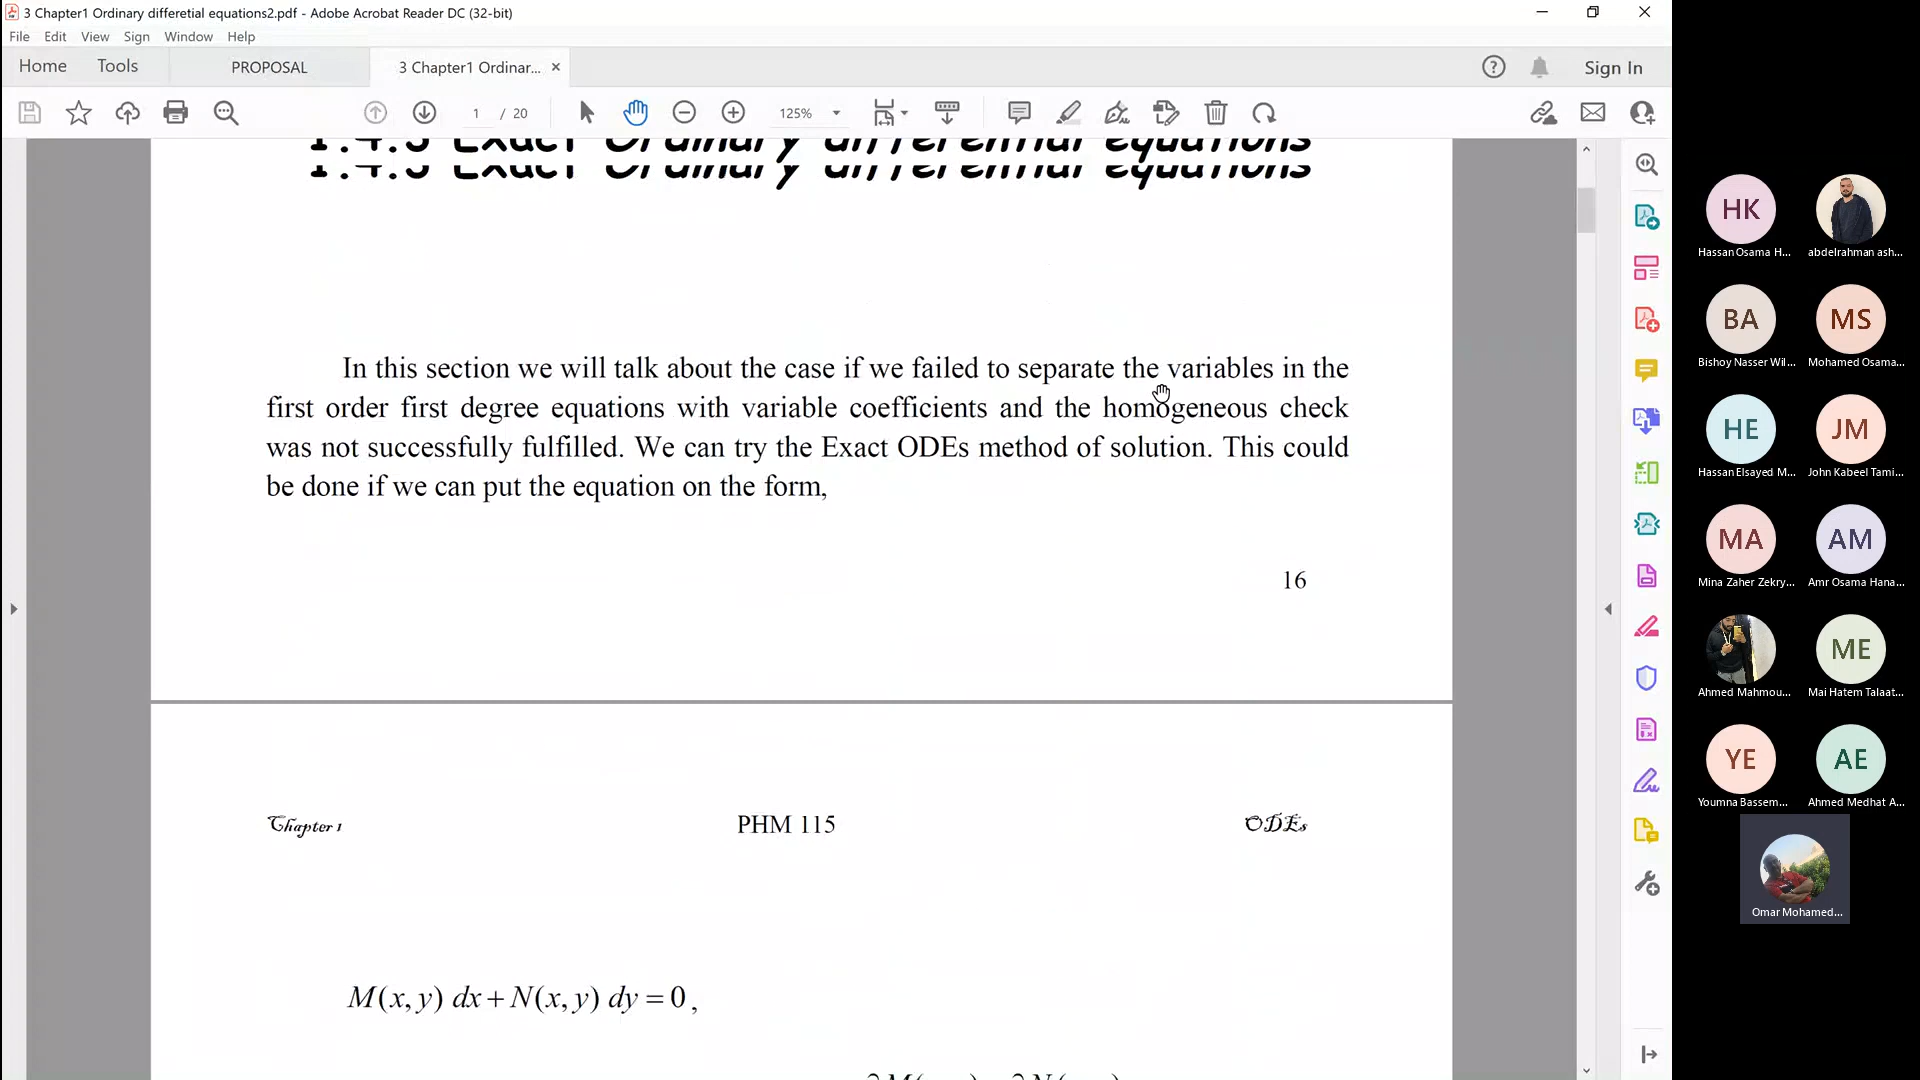 3 Chapter1 Ordinary differetial equations2.pdf - Adobe Acrobat Reader DC (32-bit)
File Edit View Sign Window Help
Home Tools PROPOSAL 3 Chapter1 Ordinar... × Sign In
1 / 20 125%
1.4.3 Exact Ordinary differential equations
In this section we will talk about the case if we failed to separate the variables in the
first order first degree equations with variable coefficients and the homogeneous check
was not successfully fulfilled. We can try the Exact ODEs method of solution. This could
be done if we can put the equation on the form,
16
Chapter 1 PHM 115 ODEs
M(x, y) dx + N(x, y) dy = 0 ,
HK
Hassan Osama H...
abdelrahman ash...
BA
Bishoy Nasser Wil...
MS
Mohamed Osama...
HE
Hassan Elsayed M...
JM
John Kabeel Tami...
MA
Mina Zaher Zekry...
AM
Amr Osama Hana...
Ahmed Mahmou...
ME
Mai Hatem Talaat...
YE
Youmna Bassem...
AE
Ahmed Medhat A...
Omar Mohamed...